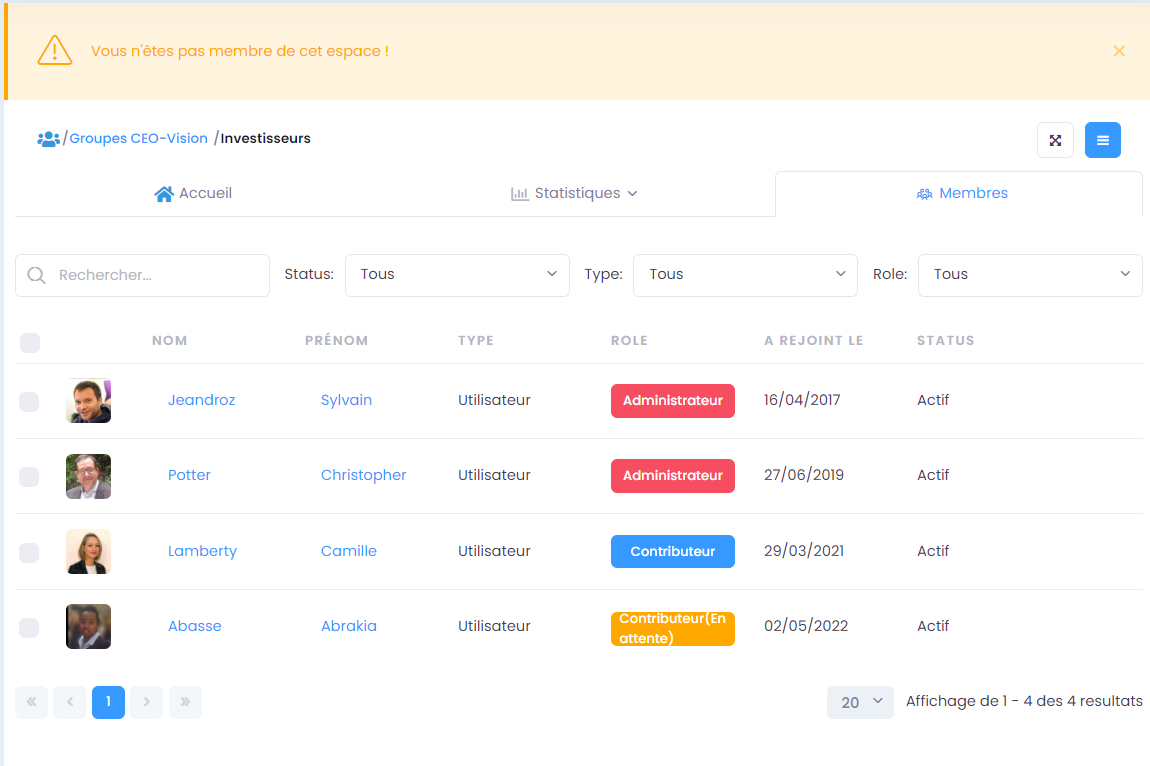 Vous n'êtes pas membre de cet espace !
/Groupes CEO-Vision /Investisseurs
Accueil
Statistiques
Membres
Rechercher...
Status:
Tous
Type:
Tous
Role:
Tous
NOM PRÉNOM TYPE ROLE A REJOINT LE STATUS
Jeandroz Sylvain Utilisateur Administrateur 16/04/2017 Actif
Potter Christopher Utilisateur Administrateur 27/06/2019 Actif
Lamberty Camille Utilisateur Contributeur 29/03/2021 Actif
Abasse Abrakia Utilisateur Contributeur(En attente) 02/05/2022 Actif
« ‹ 1 › »
20
Affichage de 1 - 4 des 4 resultats